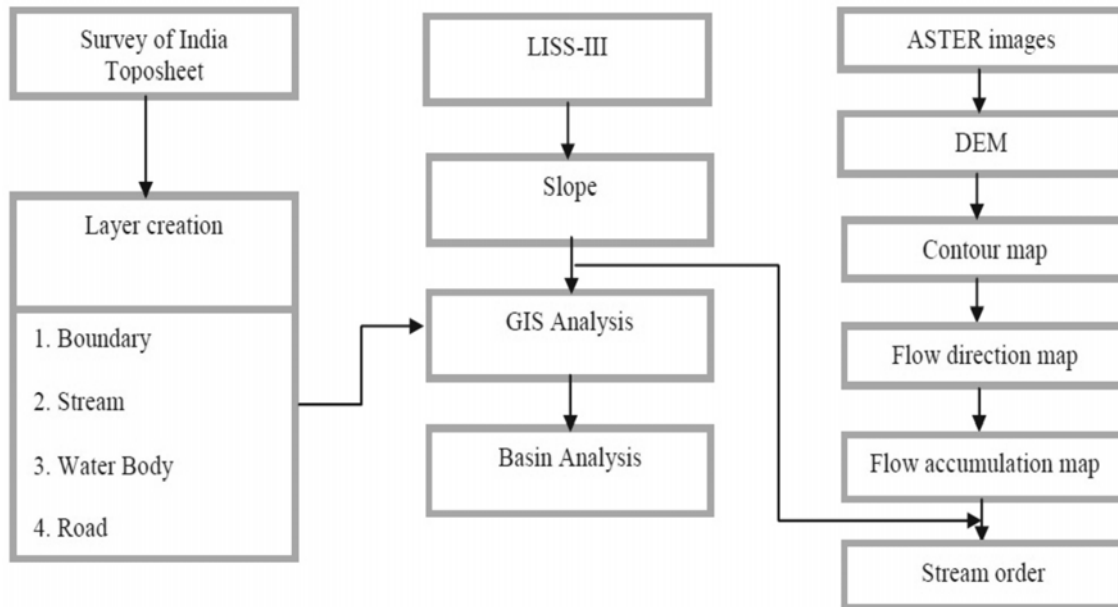 Survey of India
Toposheet
Layer creation
1. Boundary
2. Stream
3. Water Body
4. Road
LISS-III
Slope
GIS Analysis
Basin Analysis
ASTER images
DEM
Contour map
Flow direction map
Flow accumulation map
Stream order